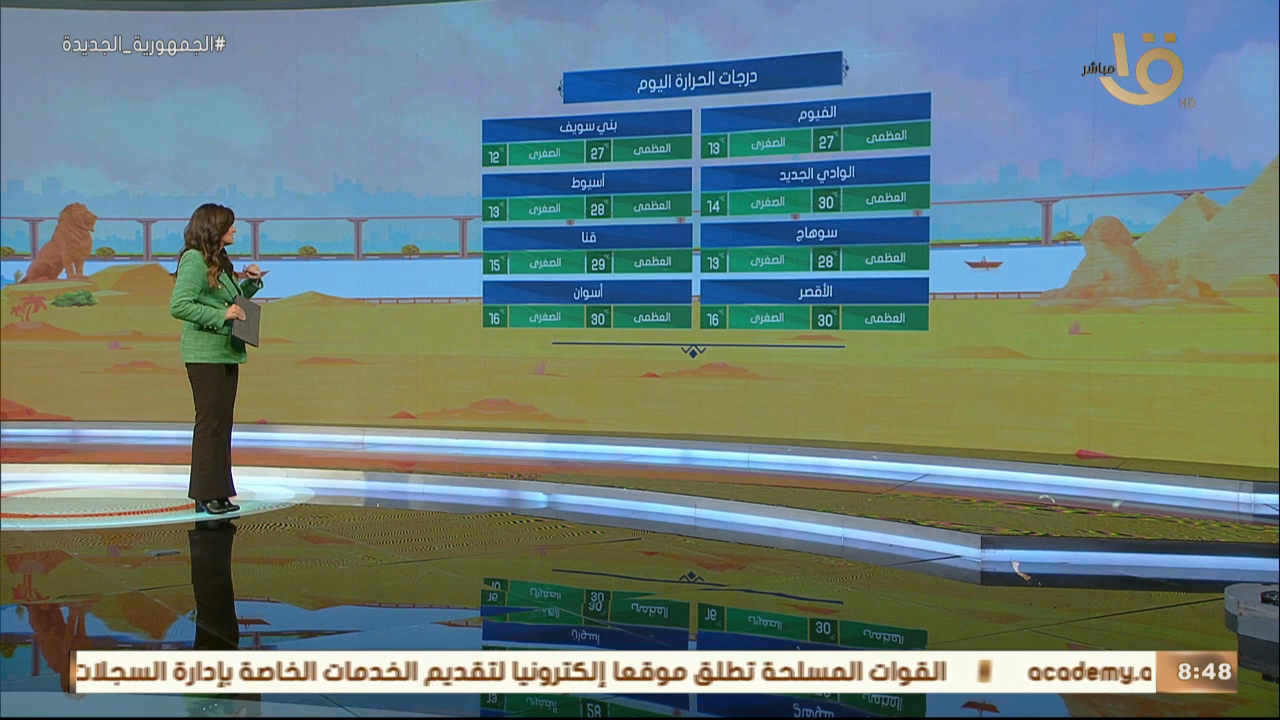 #الجمهورية_الجديدة
مباشر
HD
درجات الحرارة اليوم
الفيوم
العظمى 27 الصغرى 13
بني سويف
العظمى 27 الصغرى 12
الوادي الجديد
العظمى 30 الصغرى 14
أسيوط
العظمى 28 الصغرى 13
سوهاج
العظمى 28 الصغرى 13
قنا
العظمى 29 الصغرى 15
الأقصر
العظمى 30 الصغرى 16
أسوان
العظمى 30 الصغرى 16
8:48
academy.a
القوات المسلحة تطلق موقعا إلكترونيا لتقديم الخدمات الخاصة بإدارة السجلات